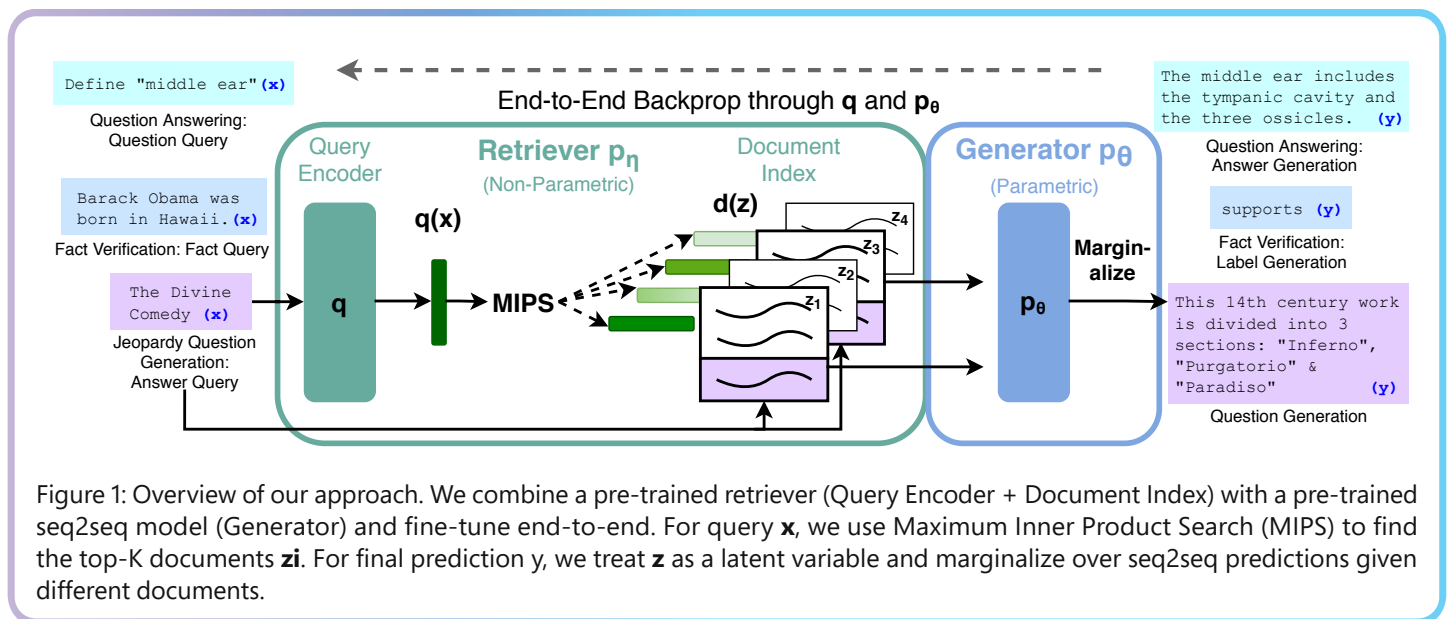 Define "middle ear" (x)
Question Answering:
Question Query
Barack Obama was
born in Hawaii. (x)
Fact Verification: Fact Query
The Divine
Comedy (x)
Jeopardy Question
Generation:
Answer Query
End-to-End Backprop through q and pθ
Query
Encoder
Retriever pη
(Non-Parametric)
Document
Index
q
q(x)
MIPS
d(z)
z4
z3
z2
z1
Generator pθ
(Parametric)
pθ
Margin-
alize
The middle ear includes
the tympanic cavity and
the three ossicles. (y)
Question Answering:
Answer Generation
supports (y)
Fact Verification:
Label Generation
This 14th century work
is divided into 3
sections: "Inferno",
"Purgatorio" &
"Paradiso" (y)
Question Generation
Figure 1: Overview of our approach. We combine a pre-trained retriever (Query Encoder + Document Index) with a pre-trained
seq2seq model (Generator) and fine-tune end-to-end. For query x, we use Maximum Inner Product Search (MIPS) to find
the top-K documents zi. For final prediction y, we treat z as a latent variable and marginalize over seq2seq predictions given
different documents.